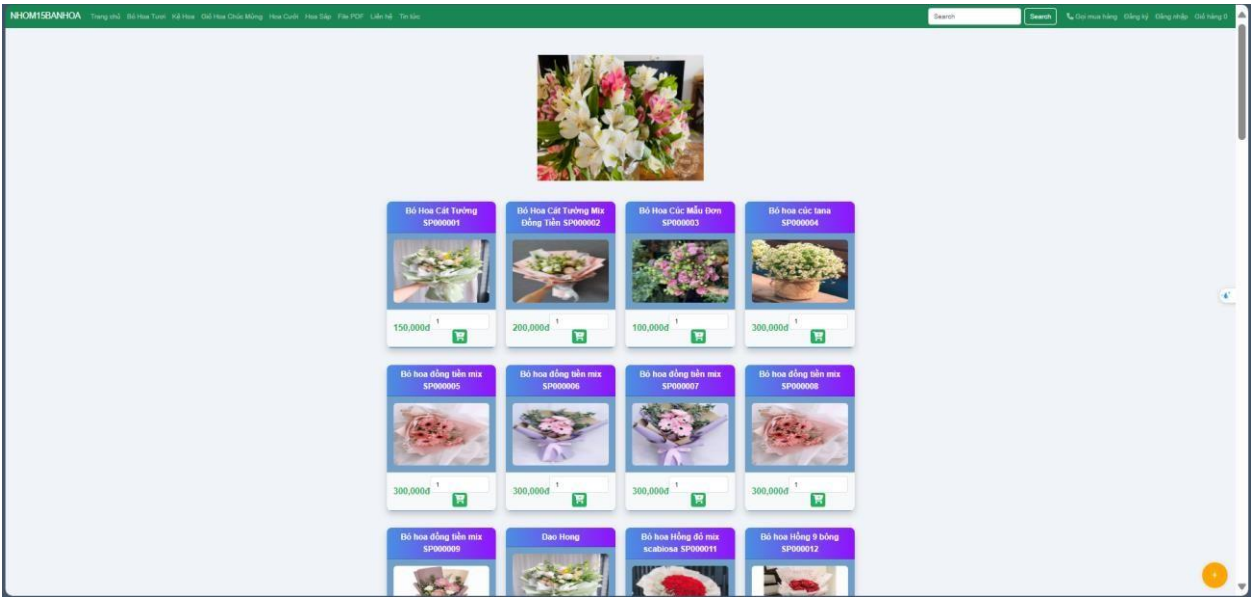 NHOM15BANHOA Trang chủ Bó Hoa Tươi Kệ Hoa Giỏ Hoa Chúc Mừng Hoa Cưới Hoa Sáp File PDF Liên hệ Tin tức Search Search Gọi mua hàng Đăng ký Đăng nhập Giỏ hàng 0
Bó Hoa Cát Tường
SP000001
Bó Hoa Cát Tường Mix
Đồng Tiền SP000002
Bó Hoa Cúc Mẫu Đơn
SP000003
Bó hoa cúc tana
SP000004
150,000đ 1
200,000đ 1
100,000đ 1
300,000đ 1
Bó hoa đồng tiền mix
SP000005
Bó hoa đồng tiền mix
SP000006
Bó hoa đồng tiền mix
SP000007
Bó hoa đồng tiền mix
SP000008
300,000đ 1
300,000đ 1
300,000đ 1
300,000đ 1
Bó hoa đồng tiền mix
SP000009
Dao Hong
Bó hoa Hồng đỏ mix
scabiosa SP000011
Bó hoa Hồng 9 bông
SP000012